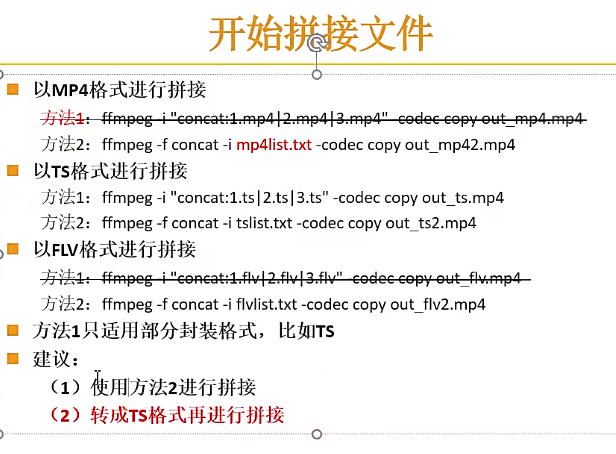 开始拼接文件
以MP4格式进行拼接
方法1：ffmpeg -i "concat:1.mp4|2.mp4|3.mp4" -codec copy out_mp4.mp4
方法2：ffmpeg -f concat -i mp4list.txt -codec copy out_mp42.mp4
以TS格式进行拼接
方法1：ffmpeg -i "concat:1.ts|2.ts|3.ts" -codec copy out_ts.mp4
方法2：ffmpeg -f concat -i tslist.txt -codec copy out_ts2.mp4
以FLV格式进行拼接
方法1：ffmpeg -i "concat:1.flv|2.flv|3.flv" -codec copy out_flv.mp4
方法2：ffmpeg -f concat -i flvlist.txt -codec copy out_flv2.mp4
方法1只适用部分封装格式，比如TS
建议：
（1）使用方法2进行拼接
（2）转成TS格式再进行拼接